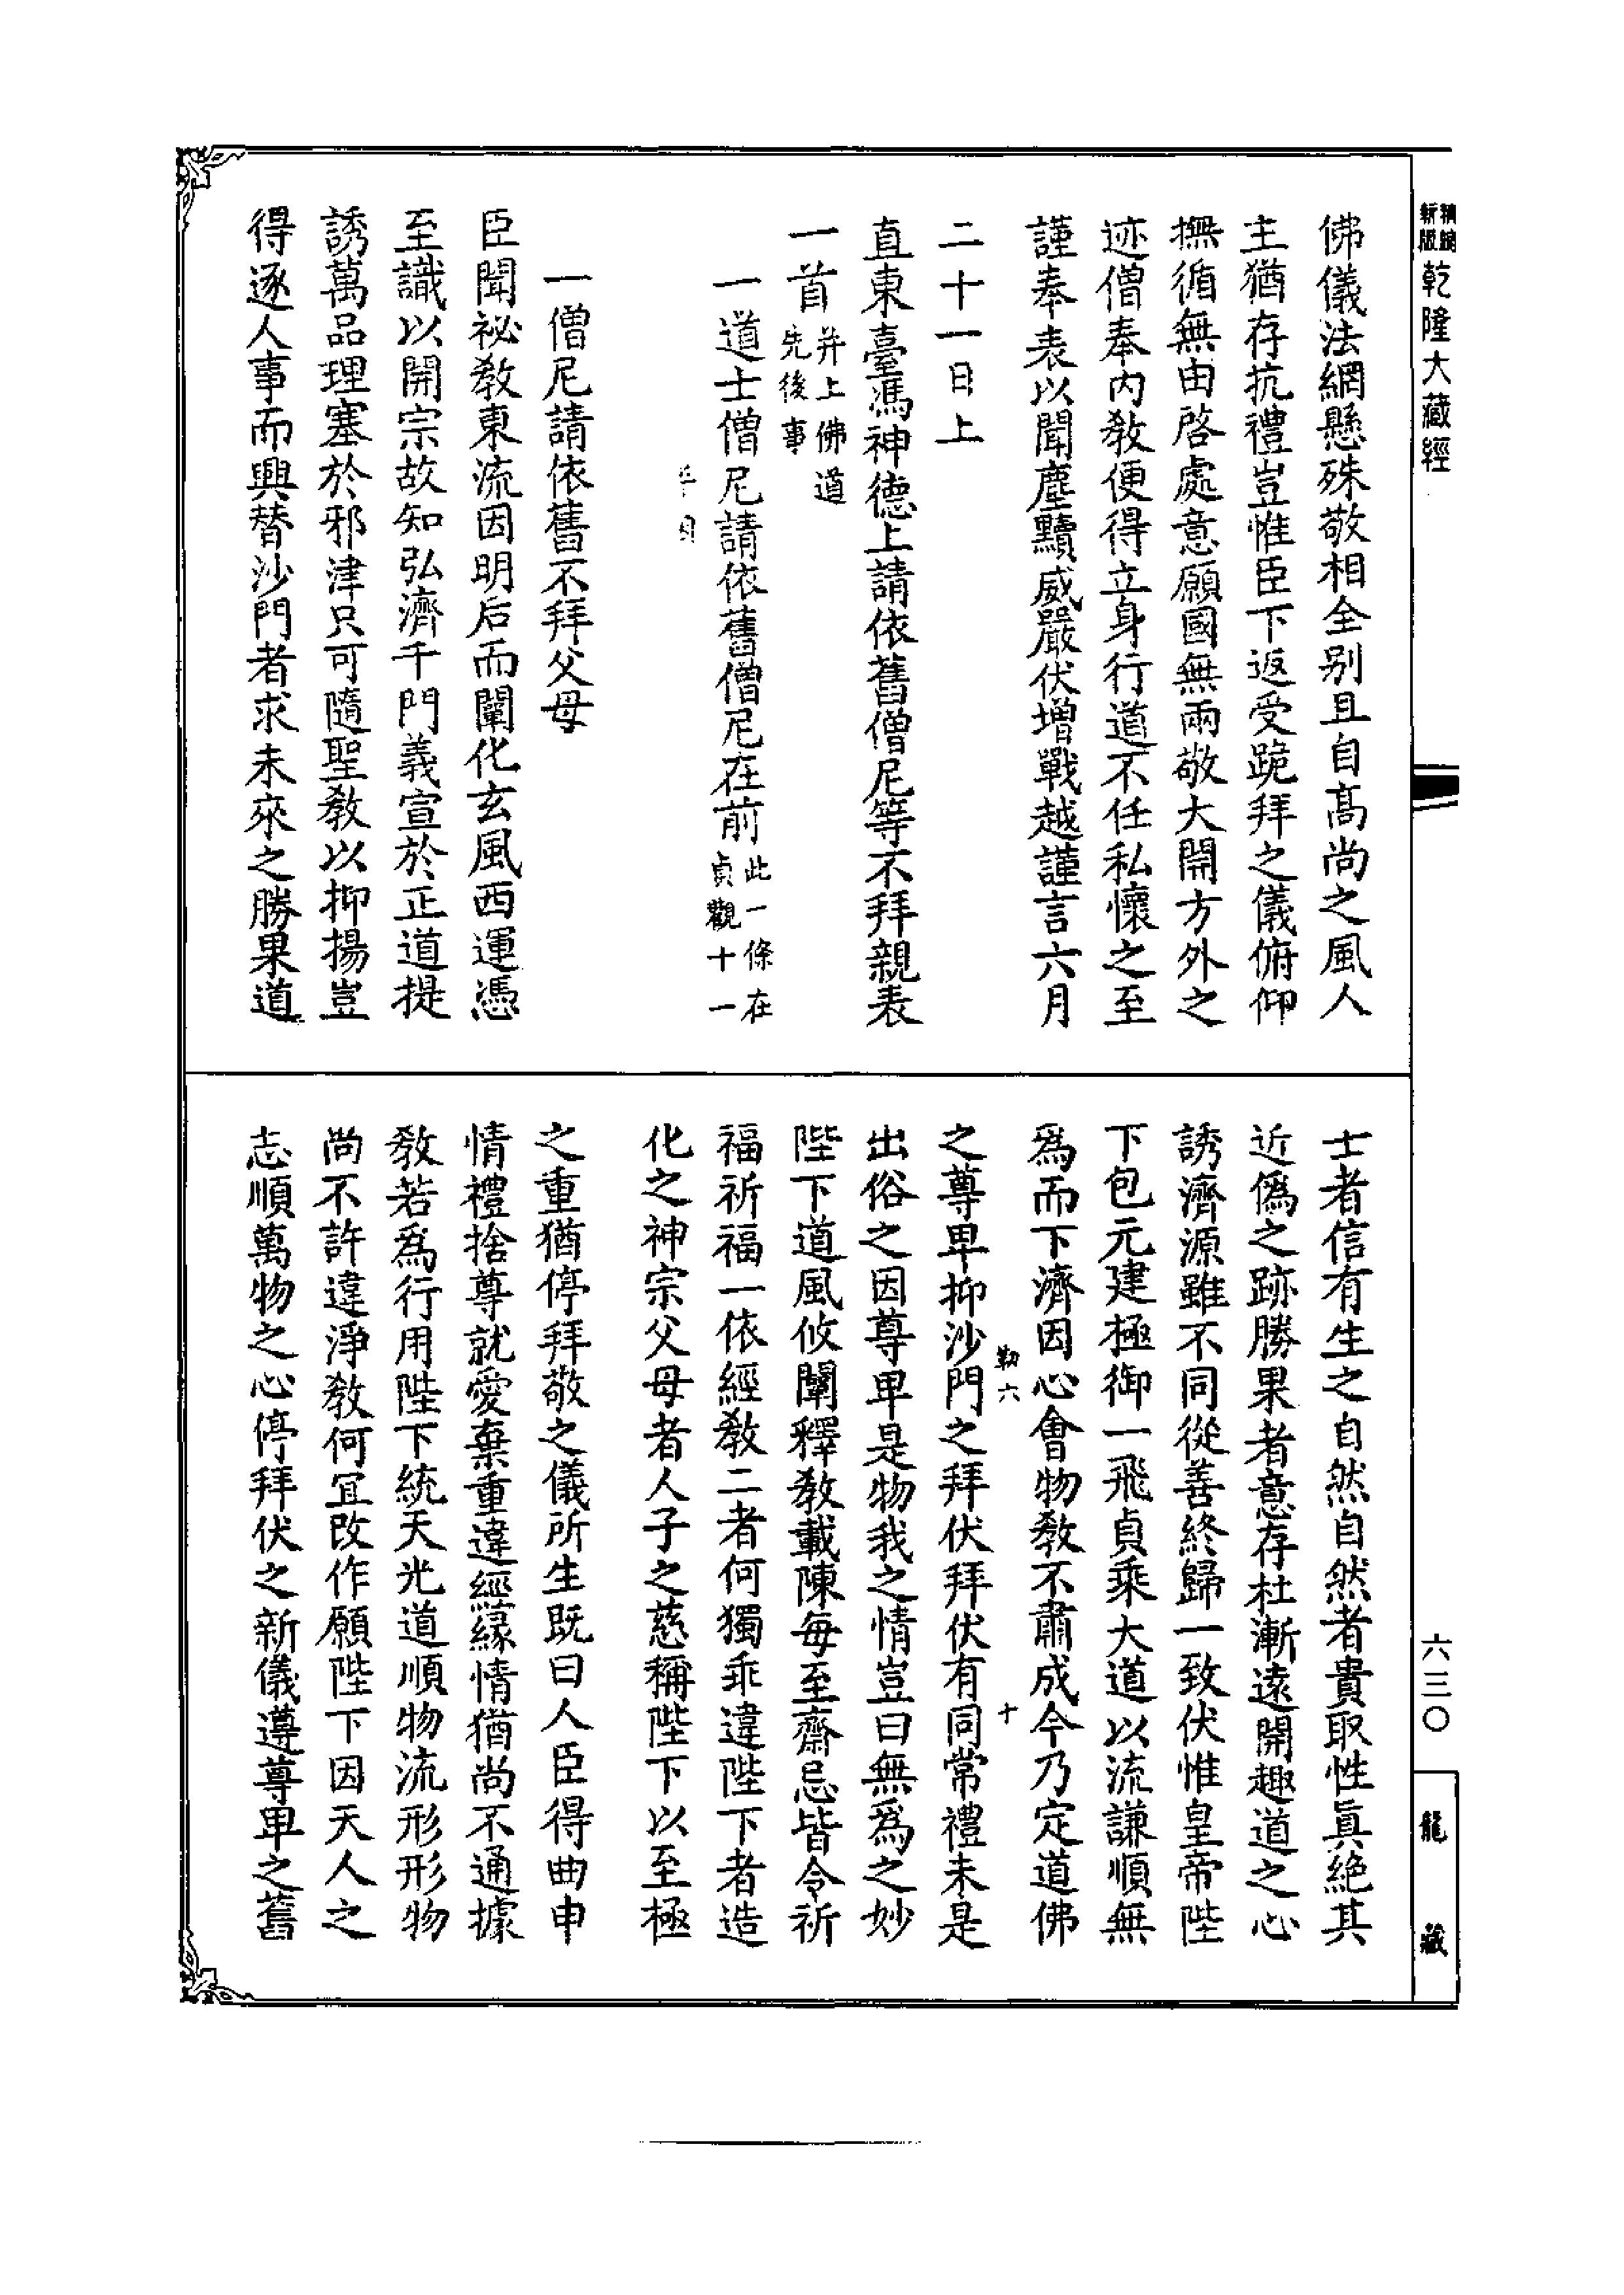 精縮新版
乾隆大藏經
佛儀法網懸殊敬相全别且自髙尚之風人
主猶存抗禮豈惟臣下返受跪拜之儀俯仰
撫循無由啓處意願國無兩敬大開方外之
迹僧奉內敎便得立身行道不任私懷之至
謹奉表以聞塵黷威嚴伏增戰越謹言六月
二十一日上
直東臺馮神德上請依舊僧尼等不拜親表
一首并上佛道先後事
一道士僧尼請依舊僧尼在前此一條在貞觀十一
年因
一僧尼請依舊不拜父母
臣聞祕敎東流因明后而闡化玄風西運憑
至識以開宗故知弘濟千門義宣於正道提
誘萬品理塞於邪津只可隨聖敎以抑揚豈
得逐人事而興替沙門者求未來之勝果道
士者信有生之自然自然者貴取性眞絶其
近僞之跡勝果者意存杜漸遠開趣道之心
誘濟源雖不同從善終歸一致伏惟皇帝陛
下包元建極御一飛貞乘大道以流謙順無
爲而下濟因心會物敎不肅成今乃定道佛
勒六
十
之尊卑抑沙門之拜伏拜伏有同常禮未是
出俗之因尊卑是物我之情豈曰無爲之妙
陛下道風攸闡釋敎載陳每至齋忌皆令祈
福祈福一依經敎二者何獨乖違陛下者造
化之神宗父母者人子之慈稱陛下以至極
之重猶停拜敬之儀所生旣曰人臣得曲申
情禮捨尊就愛棄重違經緣情猶尚不通據
敎若爲行用陛下統天光道順物流形形物
尚不許違淨敎何宜改作願陛下因天人之
志順萬物之心停拜伏之新儀遵尊卑之舊
六三〇
龍藏